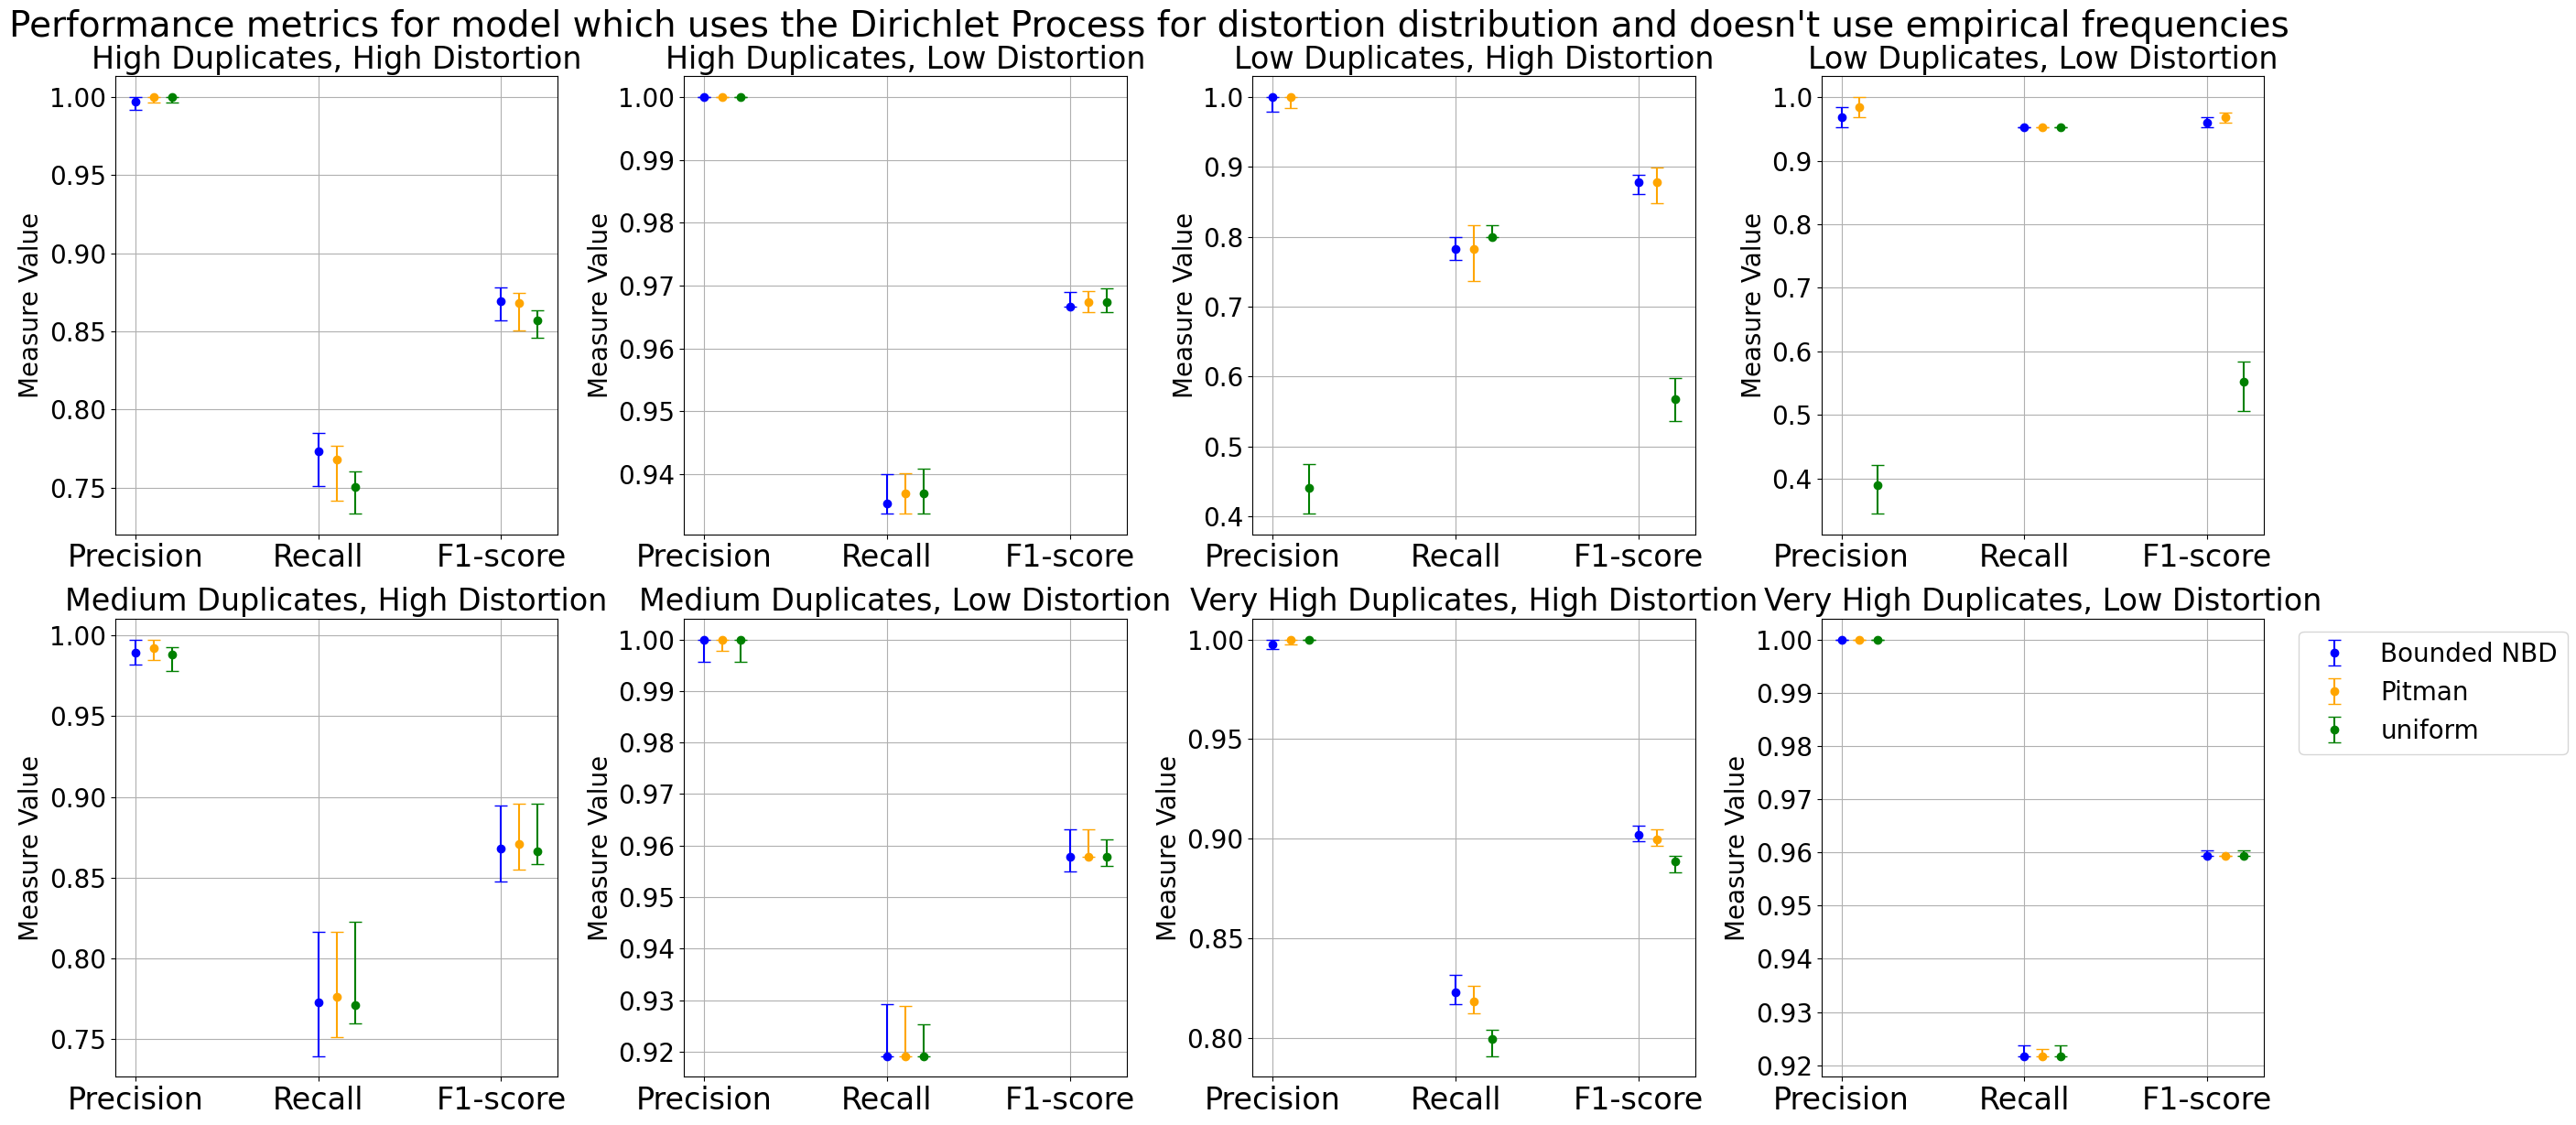 Performance metrics for model which uses the Dirichlet Process for distortion distribution and doesn't use empirical frequencies
High Duplicates, High Distortion
1.00
0.95
0.90
0.85
0.80
0.75
Measure Value
Precision Recall F1-score
High Duplicates, Low Distortion
1.00
0.99
0.98
0.97
0.96
0.95
0.94
Measure Value
Precision Recall F1-score
Low Duplicates, High Distortion
1.0
0.9
0.8
0.7
0.6
0.5
0.4
Measure Value
Precision Recall F1-score
Low Duplicates, Low Distortion
1.0
0.9
0.8
0.7
0.6
0.5
0.4
Measure Value
Precision Recall F1-score
Medium Duplicates, High Distortion
1.00
0.95
0.90
0.85
0.80
0.75
Measure Value
Precision Recall F1-score
Medium Duplicates, Low Distortion
1.00
0.99
0.98
0.97
0.96
0.95
0.94
0.93
0.92
Measure Value
Precision Recall F1-score
Very High Duplicates, High Distortion
1.00
0.95
0.90
0.85
0.80
Measure Value
Precision Recall F1-score
Very High Duplicates, Low Distortion
1.00
0.99
0.98
0.97
0.96
0.95
0.94
0.93
0.92
Measure Value
Precision Recall F1-score
Bounded NBD
Pitman
uniform